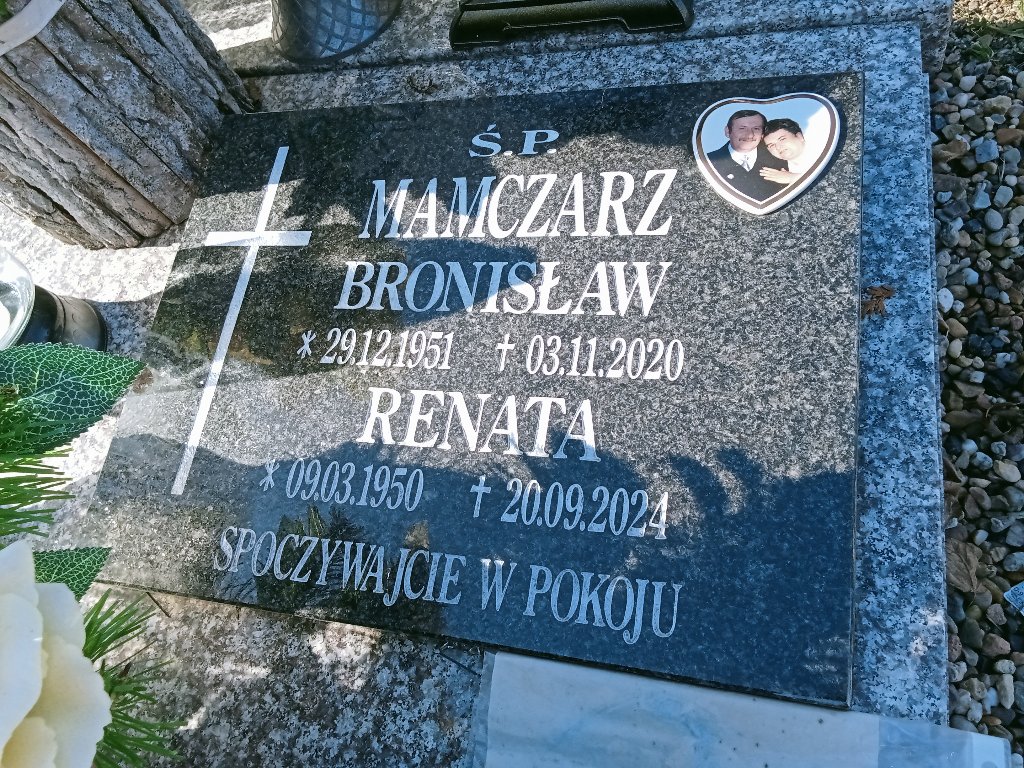 Ś.P.
MAMCZARZ
BRONISŁAW
* 29.12.1951 † 03.11.2020
RENATA
* 09.03.1950 † 20.09.2024
SPOCZYWAJCIE W POKOJU